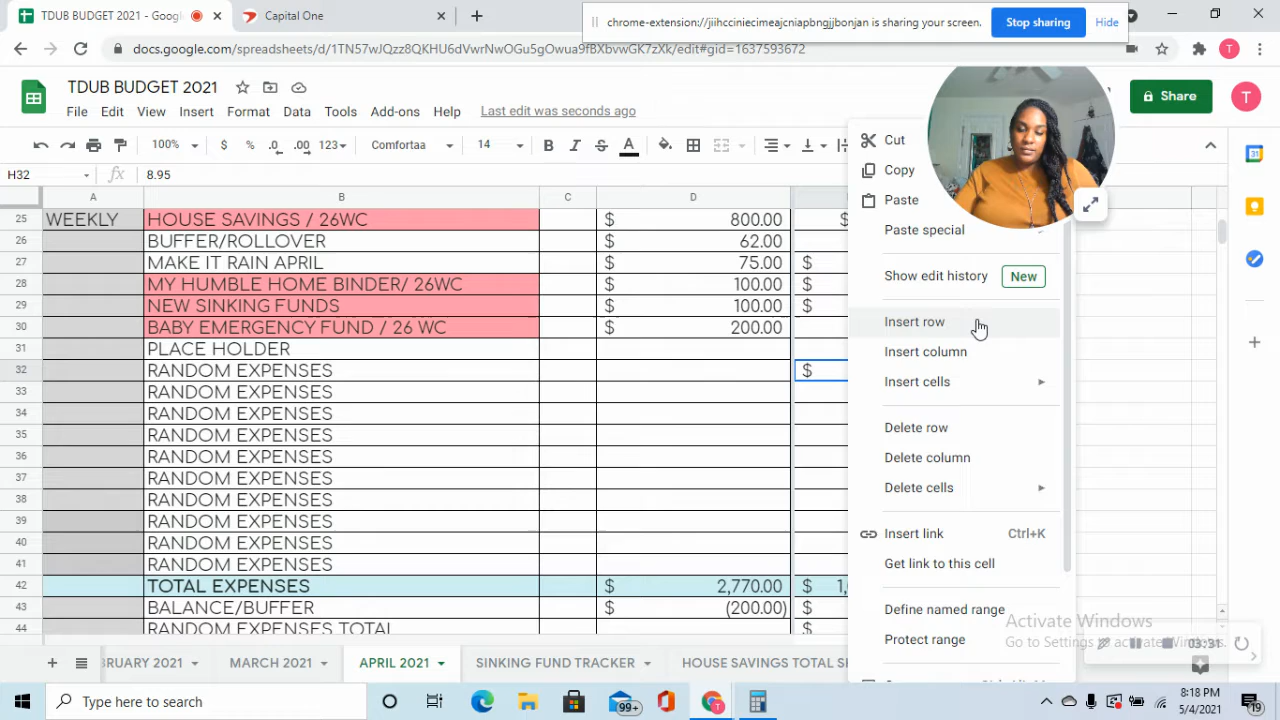 TDUB BUDGET 2021 - Googl
Capital One
chrome-extension://jiihcciniecimeajcniapbngjjbonjan is sharing your screen.
Stop sharing
Hide
docs.google.com/spreadsheets/d/1TN57wJQzz8QKHU6dVwrNwOGu5gOwua9fBXbvwGK7zXk/edit#gid=1637593672
T
TDUB BUDGET 2021
File Edit View Insert Format Data Tools Add-ons Help Last edit was seconds ago
Share
T
100% $ % .0 .00 123 Comfortaa 14 B I S A
H32 fx 8.95
A B C D
25 WEEKLY HOUSE SAVINGS / 26WC $ 800.00 $
26 BUFFER/ROLLOVER $ 62.00
27 MAKE IT RAIN APRIL $ 75.00 $
28 MY HUMBLE HOME BINDER/ 26WC $ 100.00 $
29 NEW SINKING FUNDS $ 100.00 $
30 BABY EMERGENCY FUND / 26 WC $ 200.00
31 PLACE HOLDER
32 RANDOM EXPENSES $
33 RANDOM EXPENSES
34 RANDOM EXPENSES
35 RANDOM EXPENSES
36 RANDOM EXPENSES
37 RANDOM EXPENSES
38 RANDOM EXPENSES
39 RANDOM EXPENSES
40 RANDOM EXPENSES
41 RANDOM EXPENSES
42 TOTAL EXPENSES $ 2,770.00 $
43 BALANCE/BUFFER $ (200.00) $
44 RANDOM EXPENSES TOTAL $
Cut
Copy
Paste
Paste special
Show edit history New
Insert row
Insert column
Insert cells
Delete row
Delete column
Delete cells
Insert link Ctrl+K
Get link to this cell
Define named range
Protect range
Activate Windows
Go to Settings to activate Windows.
03:31
BRUARY 2021 MARCH 2021 APRIL 2021 SINKING FUND TRACKER HOUSE SAVINGS TOTAL SH
Type here to search
99+
8:18 PM
5/4/2021
19